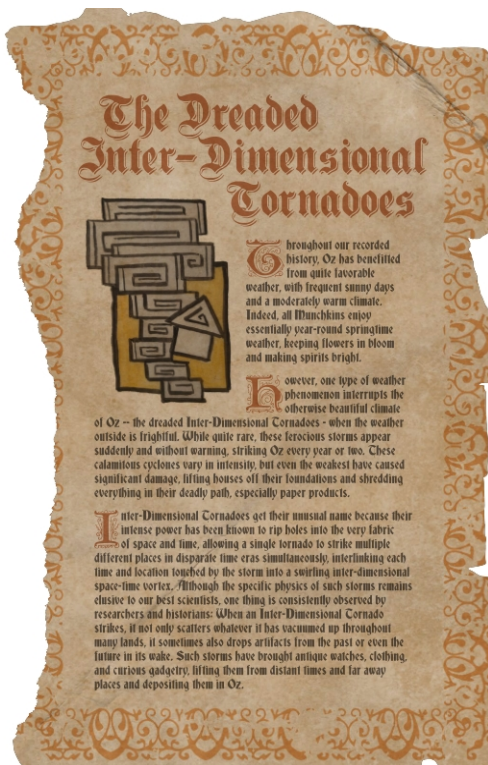 The Dreaded
Inter-Dimensional
Tornadoes
Throughout our recorded
history, Oz has benefitted
from quite favorable
weather, with frequent sunny days
and a moderately warm climate.
Indeed, all Munchkins enjoy
essentially year-round springtime
weather, keeping flowers in bloom
and making spirits bright.
However, one type of weather
phenomenon interrupts the
otherwise beautiful climate
of Oz – the dreaded Inter-Dimensional Tornadoes - when the weather
outside is frightful. While quite rare, these ferocious storms appear
suddenly and without warning, striking Oz every year or two. These
calamitous cyclones vary in intensity, but even the weakest have caused
significant damage, lifting houses off their foundations and shredding
everything in their deadly path, especially paper products.
Inter-Dimensional Tornadoes get their unusual name because their
intense power has been known to rip holes into the very fabric
of space and time, allowing a single tornado to strike multiple
different places in disparate time eras simultaneously, interlinking each
time and location touched by the storm into a swirling inter-dimensional
space-time vortex. Although the specific physics of such storms remains
elusive to our best scientists, one thing is consistently observed by
researchers and historians: When an Inter-Dimensional Tornado
strikes, it not only scatters whatever it has vacuumed up throughout
many lands, it sometimes also drops artifacts from the past or even the
future in its wake. Such storms have brought antique watches, clothing,
and curious gadgetry, lifting them from distant times and far away
places and depositing them in Oz.